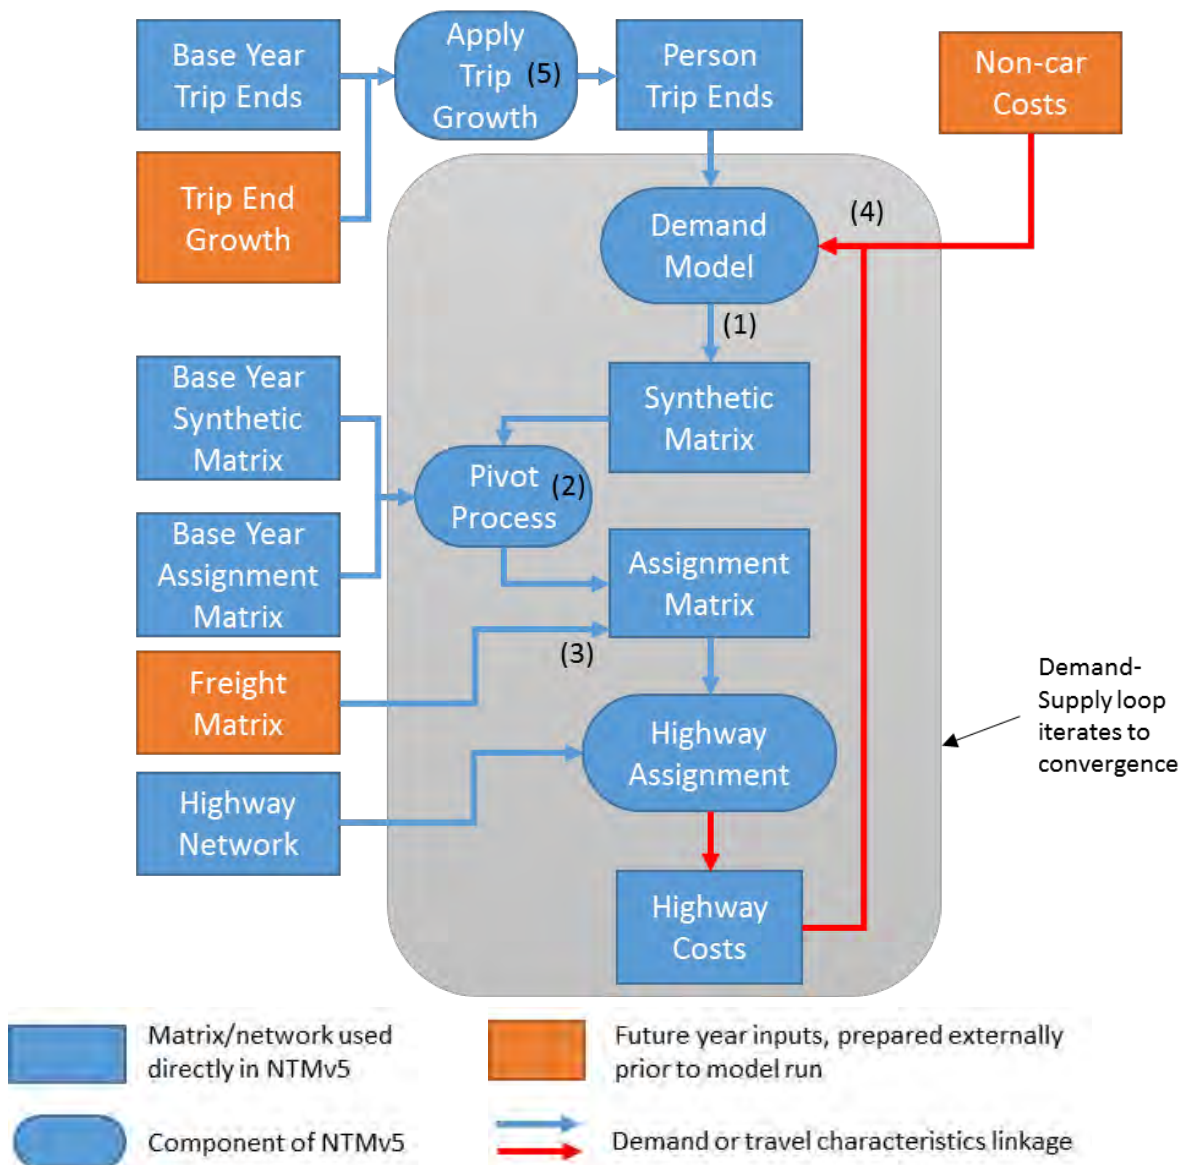 Base Year
Trip Ends
Apply
Trip
Growth
(5)
Person
Trip Ends
Non-car
Costs
Trip End
Growth
Demand
Model
(4)
(1)
Base Year
Synthetic
Matrix
Synthetic
Matrix
Pivot
Process
(2)
Base Year
Assignment
Matrix
Assignment
Matrix
(3)
Freight
Matrix
Highway
Assignment
Demand-
Supply loop
iterates to
convergence
Highway
Network
Highway
Costs
Matrix/network used
directly in NTMv5
Future year inputs, prepared externally
prior to model run
Component of NTMv5
Demand or travel characteristics linkage